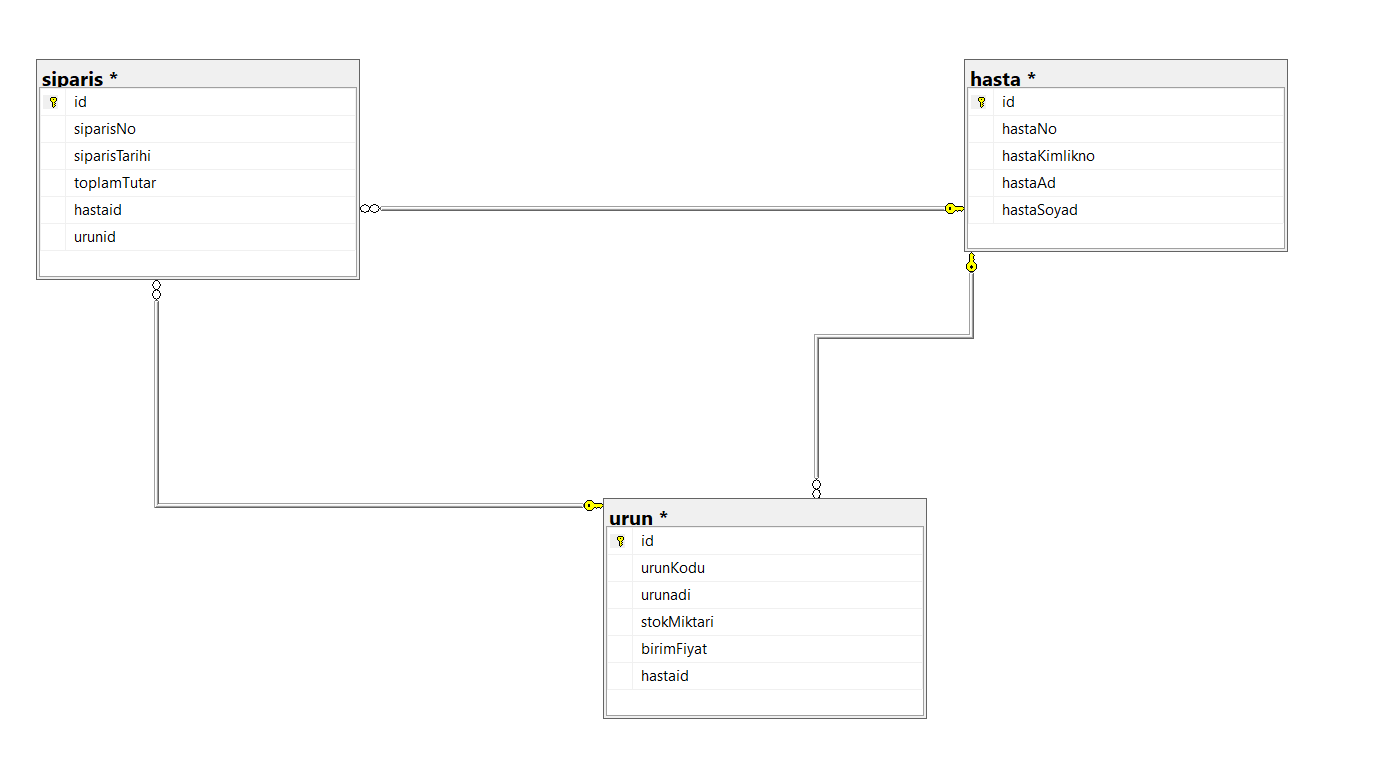 siparis *
id
siparisNo
siparisTarihi
toplamTutar
hastaid
urunid
hasta *
id
hastaNo
hastaKimlikno
hastaAd
hastaSoyad
urun *
id
urunKodu
urunadi
stokMiktari
birimFiyat
hastaid